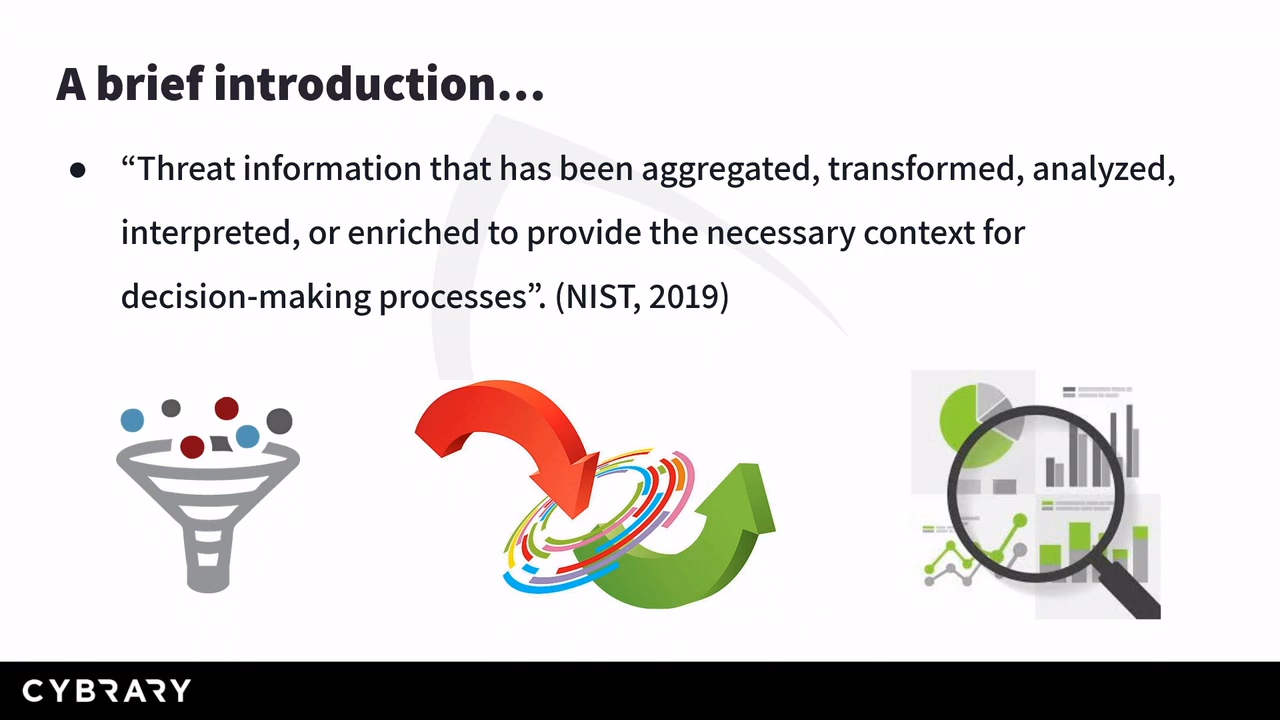 A brief introduction...
● “Threat information that has been aggregated, transformed, analyzed,
interpreted, or enriched to provide the necessary context for
decision-making processes”. (NIST, 2019)
CYBRARY